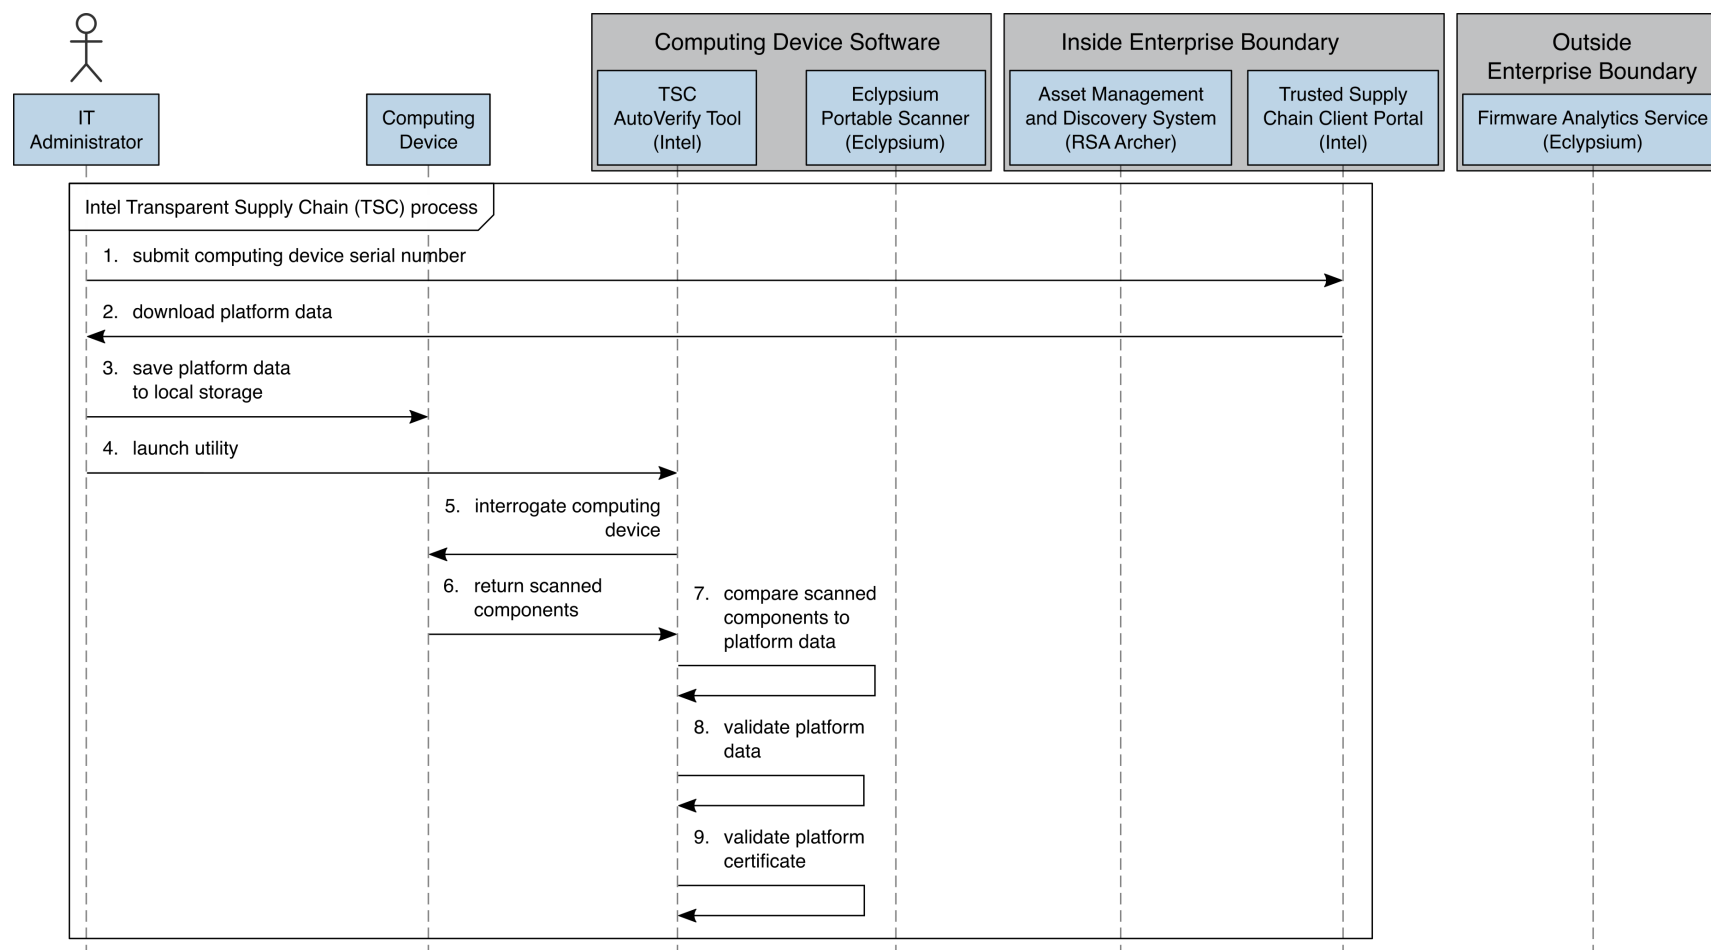 Computing Device Software
Inside Enterprise Boundary
Outside
Enterprise Boundary
IT
Administrator
Computing
Device
TSC
AutoVerify Tool
(Intel)
Eclypsium
Portable Scanner
(Eclypsium)
Asset Management
and Discovery System
(RSA Archer)
Trusted Supply
Chain Client Portal
(Intel)
Firmware Analytics Service
(Eclypsium)
Intel Transparent Supply Chain (TSC) process
1. submit computing device serial number
2. download platform data
3. save platform data
to local storage
4. launch utility
5. interrogate computing
device
6. return scanned
components
7. compare scanned
components to
platform data
8. validate platform
data
9. validate platform
certificate